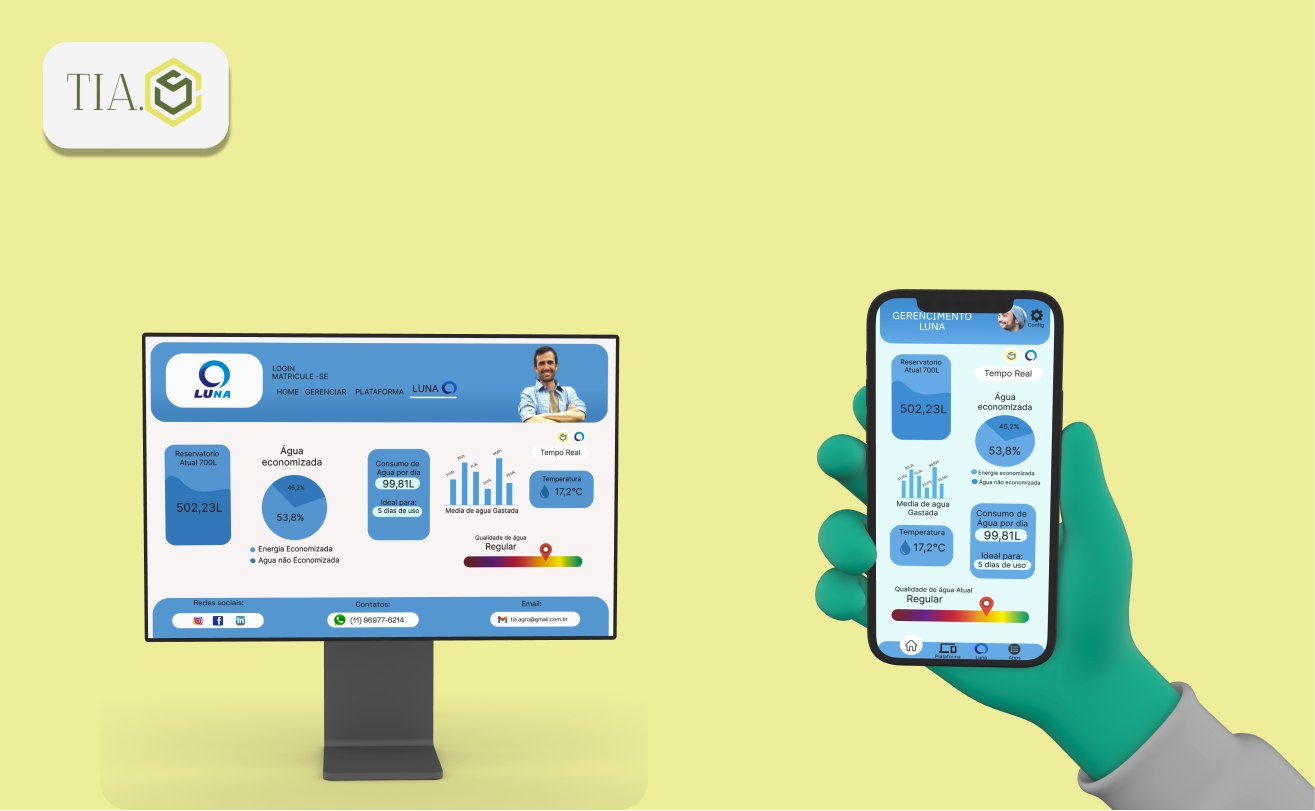 TIA.
LOGIN
MATRICULE -SE
HOME GERENCIAR PLATAFORMA LUNA
LUNA
Reservatorio
Atual 700L
502,23L
Água
economizada
46,2%
53,8%
Energia Economizada
Agua não Economizada
Consumo de
Água por dia
99,81L
Ideal para:
5 dias de uso
Media de agua Gastada
Tempo Real
Temperatura
17,2°C
Qualidade de água
Regular
Redes sociais:
Contatos:
(11) 96977-6214
Email:
tia.agro@gmail.com.br
GERENCIMENTO
LUNA
Config
Reservatorio
Atual 700L
502,23L
Tempo Real
Água
economizada
46,2%
53,8%
Energia economizada
Água não economizada
Media de agua
Gastada
Temperatura
17,2°C
Consumo de
Água por dia
99,81L
Ideal para:
5 dias de uso
Qualidade de água Atual
Regular
Plataforma
Luna
Apps